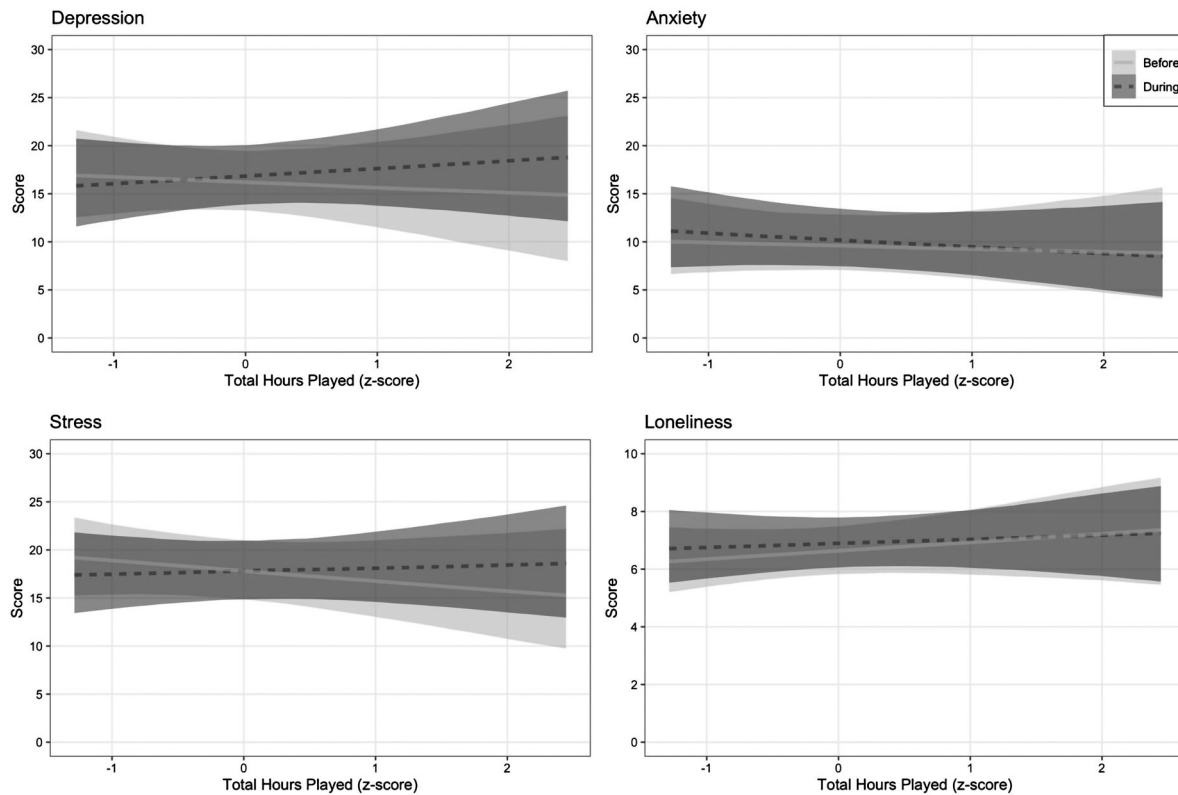 Depression
30
25
20
15
10
5
0
Score
-1 0 1 2
Total Hours Played (z-score)
Anxiety
30
25
20
15
10
5
0
Score
-1 0 1 2
Total Hours Played (z-score)
Before
During
Stress
30
25
20
15
10
5
0
Score
-1 0 1 2
Total Hours Played (z-score)
Loneliness
10
8
6
4
2
0
Score
-1 0 1 2
Total Hours Played (z-score)